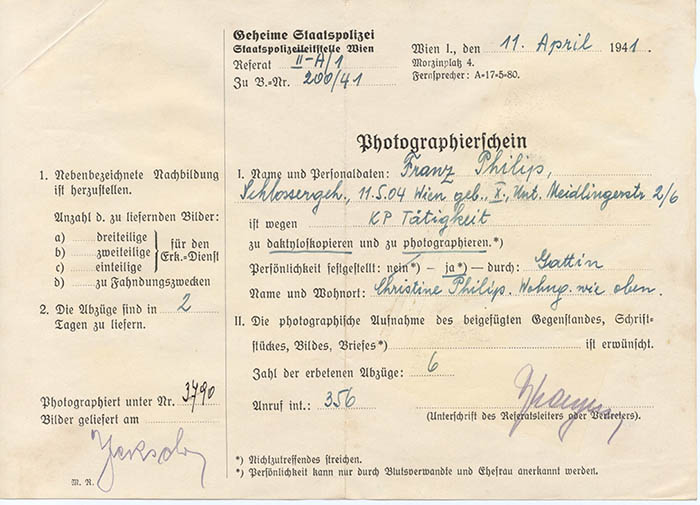 Geheime Staatspolizei
Staatspolizeileitstelle Wien
Referat II-A/1
Zu B.=Nr. 200/41
Wien I., den 11. April 1941.
Morzinplatz 4.
Fernsprecher: A=17=5=80.
Photographierschein
1. Nebenbezeichnete Nachbildung
ist herzustellen.
Anzahl d. zu liefernden Bilder:
a) ........ dreiteilige
b) ........ zweiteilige
c) ........ einteilige
für den
Erk.=Dienst
d) ........ zu Fahndungszwecken
2. Die Abzüge sind in 2
Tagen zu liefern.
Photographiert unter Nr. 3790
Bilder geliefert am
M. R.
I. Name und Personaldaten: Franz Philip,
Schlossergeh., 11.5.04 Wien geb., X., Unt. Meidlingerstr 2/6
ist wegen KP Tätigkeit
zu daktyloskopieren und zu photographieren.*)
Persönlichkeit festgestellt: nein*) — ja*) — durch: Gattin
Name und Wohnort: Christine Philip. Wohng. wie oben.
II. Die photographische Aufnahme des beigefügten Gegenstandes, Schrift=
stückes, Bildes, Briefes*) ist erwünscht.
Zahl der erbetenen Abzüge: 6
Anruf int.: 356
(Unterschrift des Referatsleiters oder Vertreters).
*) Nichtzutreffendes streichen.
*) Persönlichkeit kann nur durch Blutsverwandte und Ehefrau anerkannt werden.